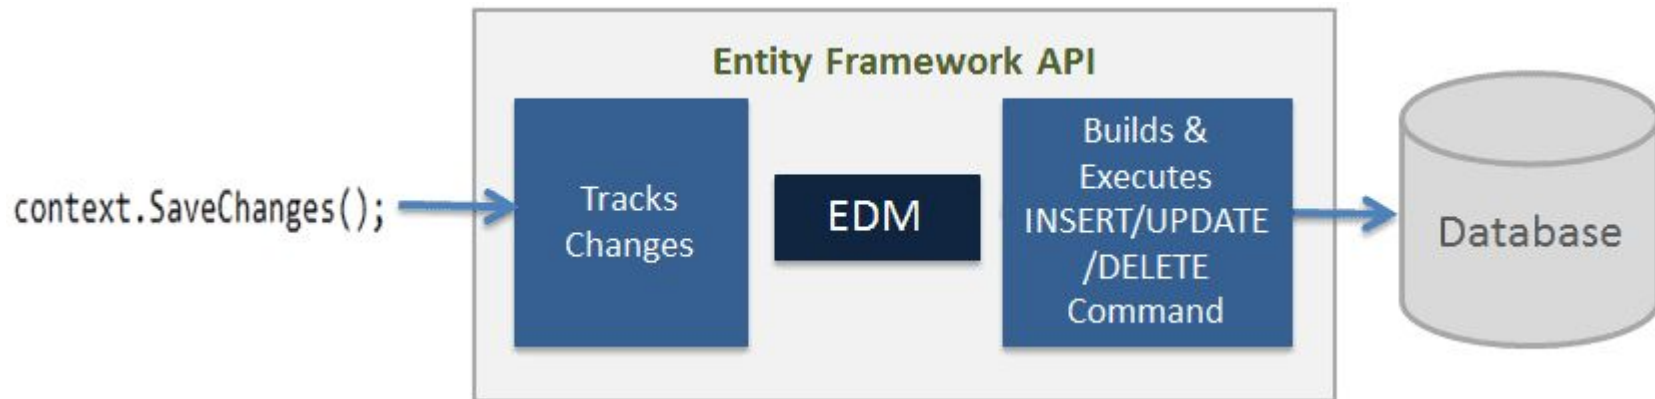 Entity Framework API
context.SaveChanges();
Tracks
Changes
EDM
Builds &
Executes
INSERT/UPDATE
/DELETE
Command
Database